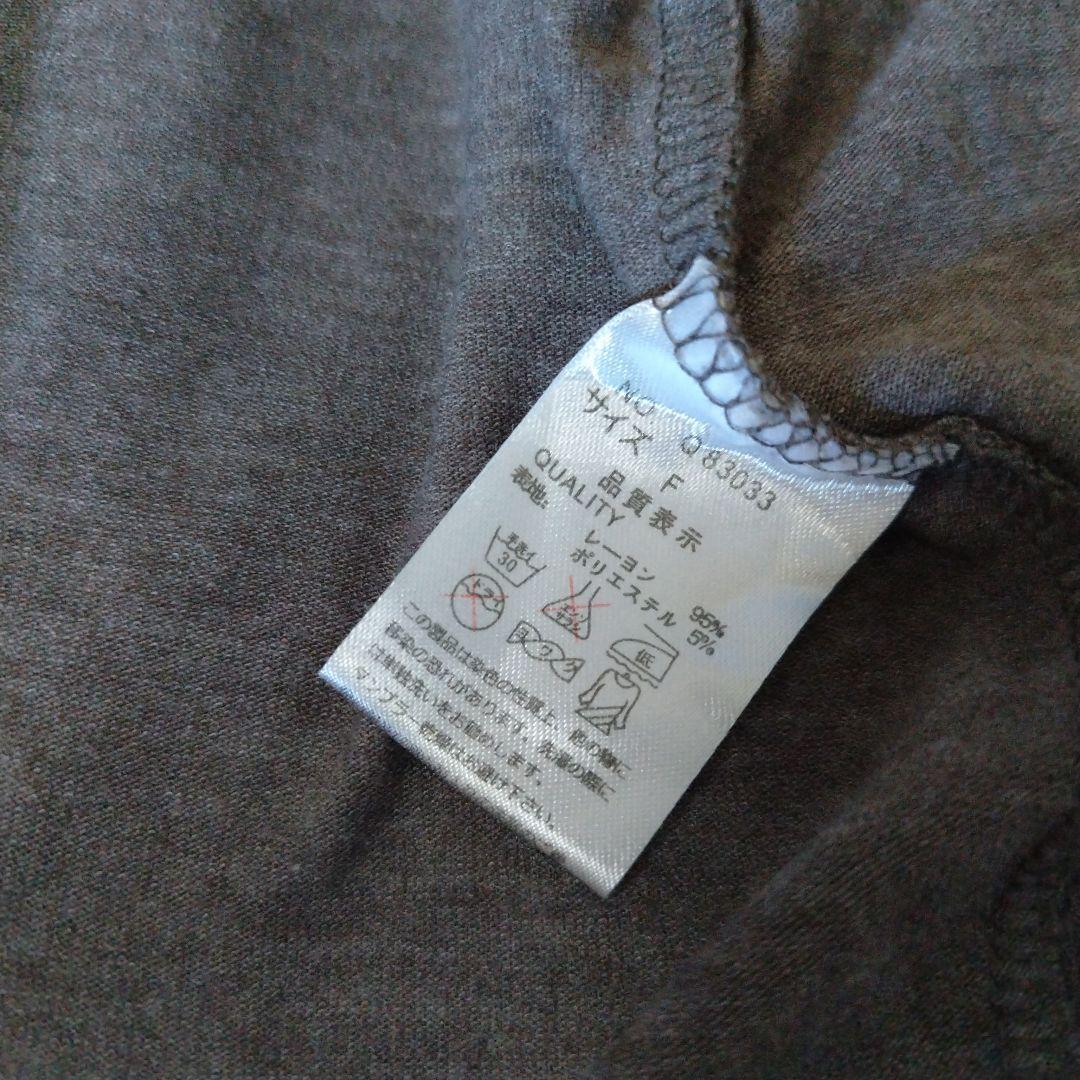 NO Q83033
サイズ F
品質表示
QUALITY
表地: レーヨン 95%
ポリエステル 5%
手洗イ
30
エンソ
サラシ
低
ドライ
ヨワク
この製品は染色の性質上、色の特に
移染の恐れがあります。洗濯の際に
は単独洗いをお勧めします。
タンブラー乾燥はお避け下さい。